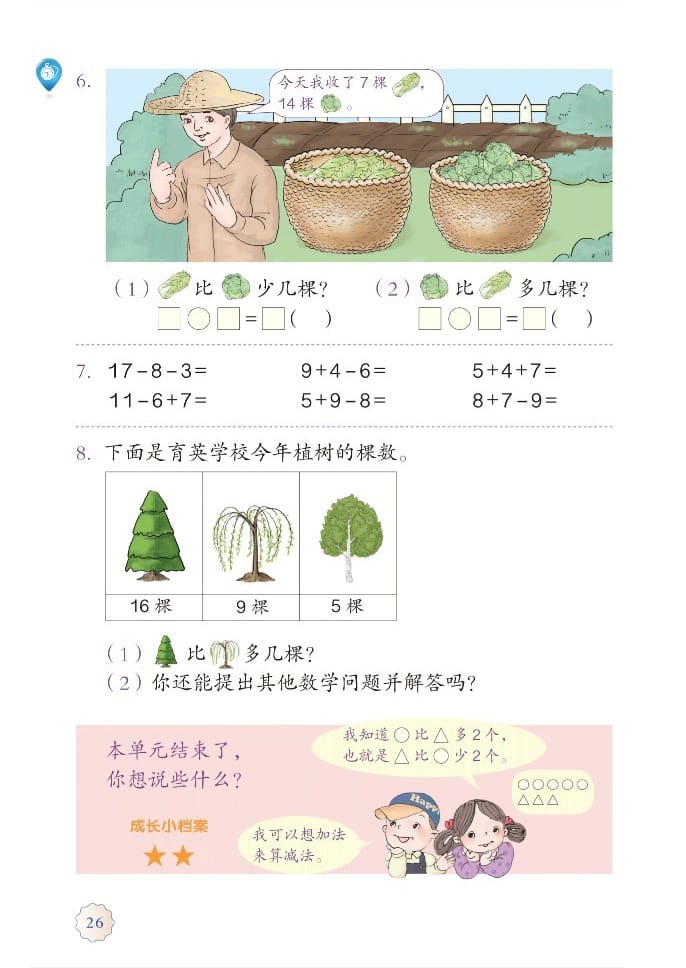 6.
今天我收了7棵 ，
14棵 。
（1） 比 少几棵？ （2） 比 多几棵？
□○□=□（ ） □○□=□（ ）
7. 17－8－3= 9+4－6= 5+4+7=
11－6+7= 5+9－8= 8+7－9=
8. 下面是育英学校今年植树的棵数。
16 棵 9 棵 5 棵
（1） 比 多几棵？
（2）你还能提出其他数学问题并解答吗？
我知道○比△多2个，
也就是△比○少2个。
本单元结束了，
你想说些什么？
○○○○○
△△△
成长小档案
Happy
我可以想加法
来算减法。
26